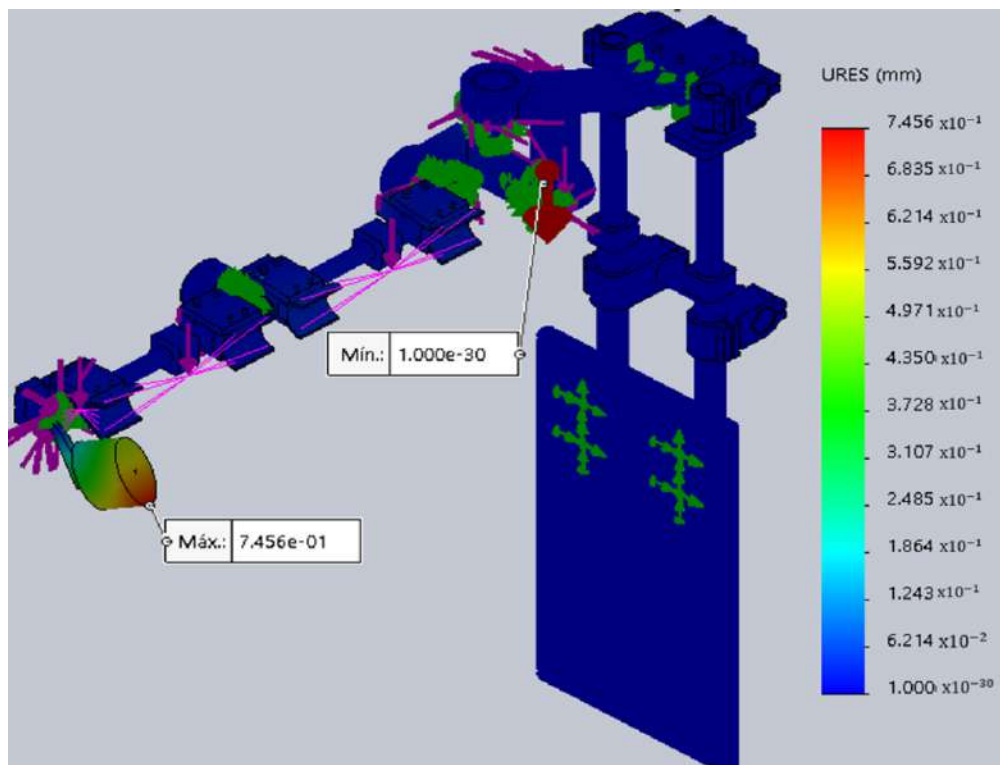 URES (mm)
7.456 x10⁻¹
6.835 x10⁻¹
6.214 x10⁻¹
5.592 x10⁻¹
4.971 x10⁻¹
4.350 x10⁻¹
3.728 x10⁻¹
3.107 x10⁻¹
2.485 x10⁻¹
1.864 x10⁻¹
1.243 x10⁻¹
6.214 x10⁻²
1.000 x10⁻³⁰
Mín.: 1.000e-30
Máx.: 7.456e-01